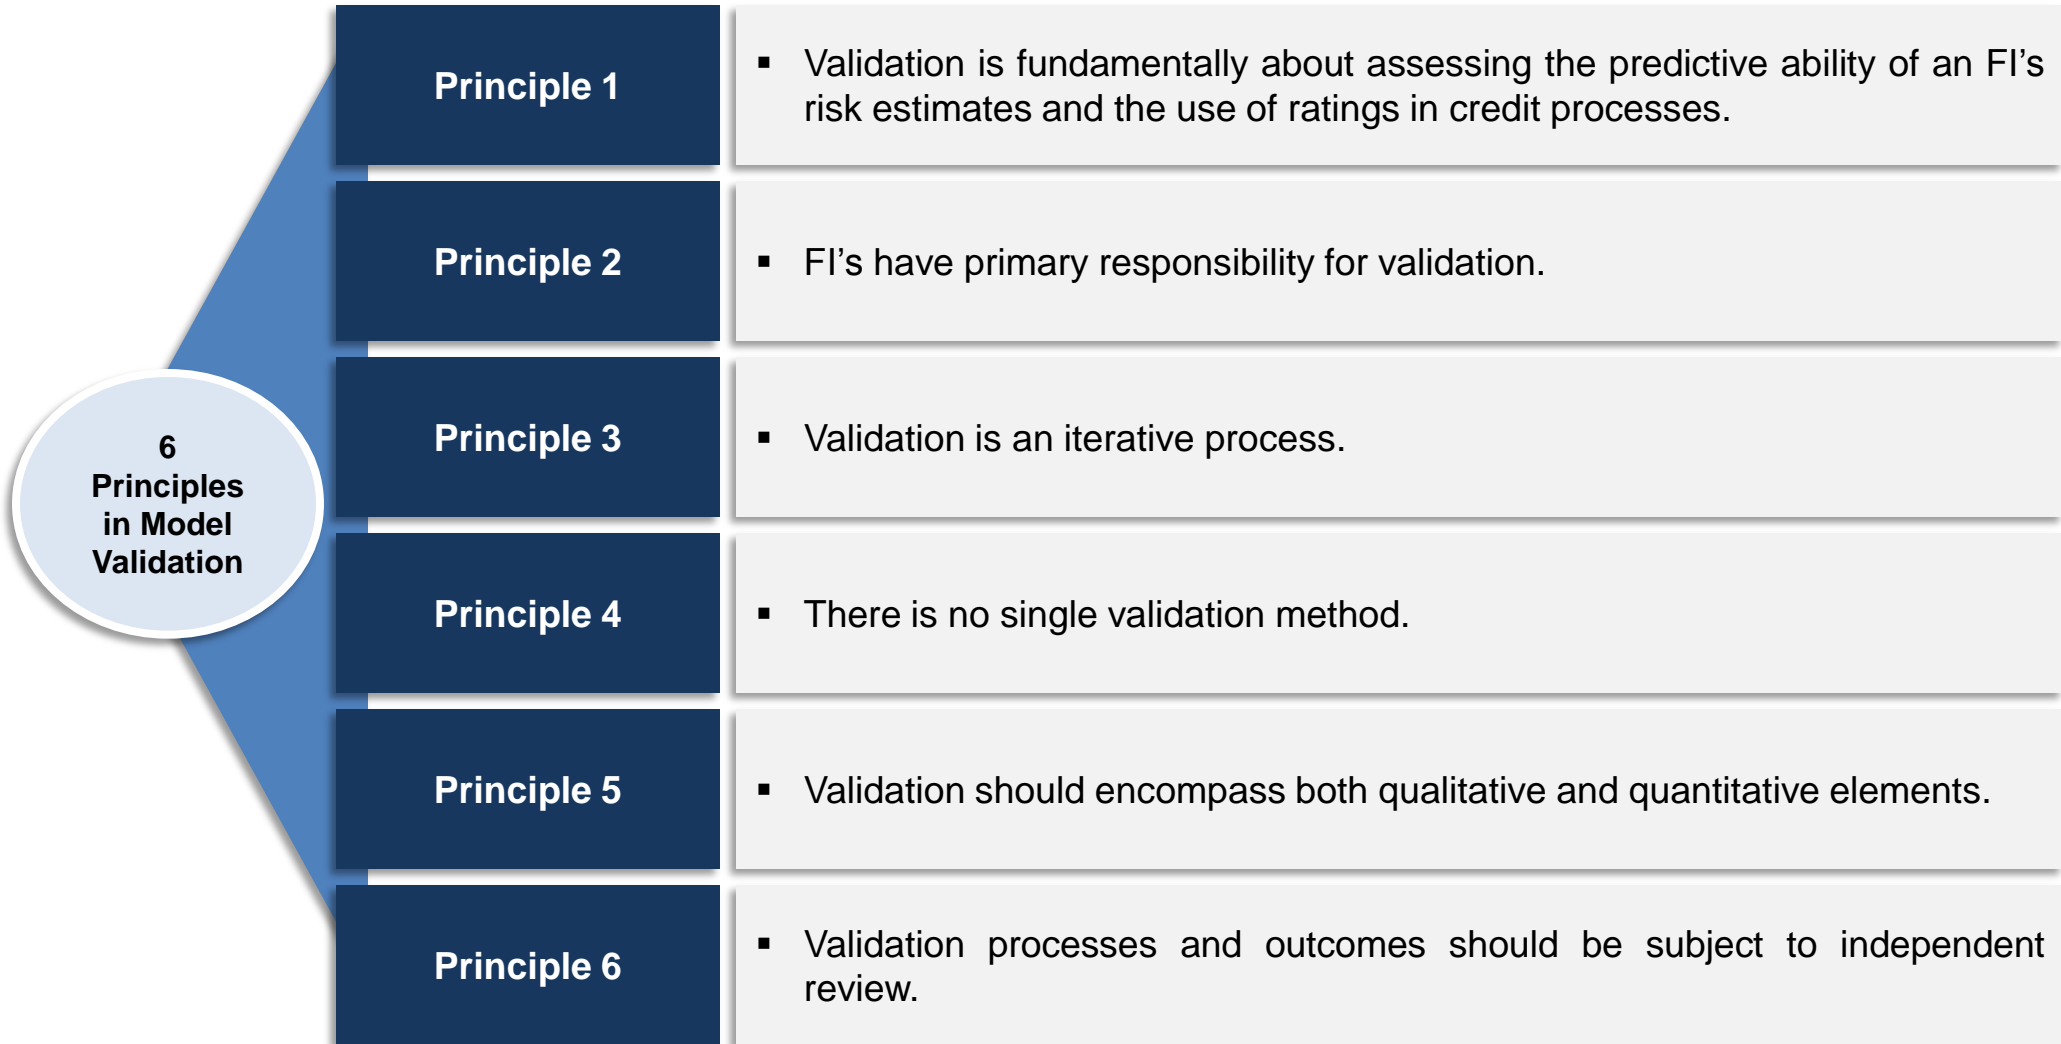 Principle 1
▪ Validation is fundamentally about assessing the predictive ability of an FI’s
risk estimates and the use of ratings in credit processes.
Principle 2
▪ FI’s have primary responsibility for validation.
6
Principles
in Model
Validation
Principle 3
▪ Validation is an iterative process.
Principle 4
▪ There is no single validation method.
Principle 5
▪ Validation should encompass both qualitative and quantitative elements.
Principle 6
▪ Validation processes and outcomes should be subject to independent
review.